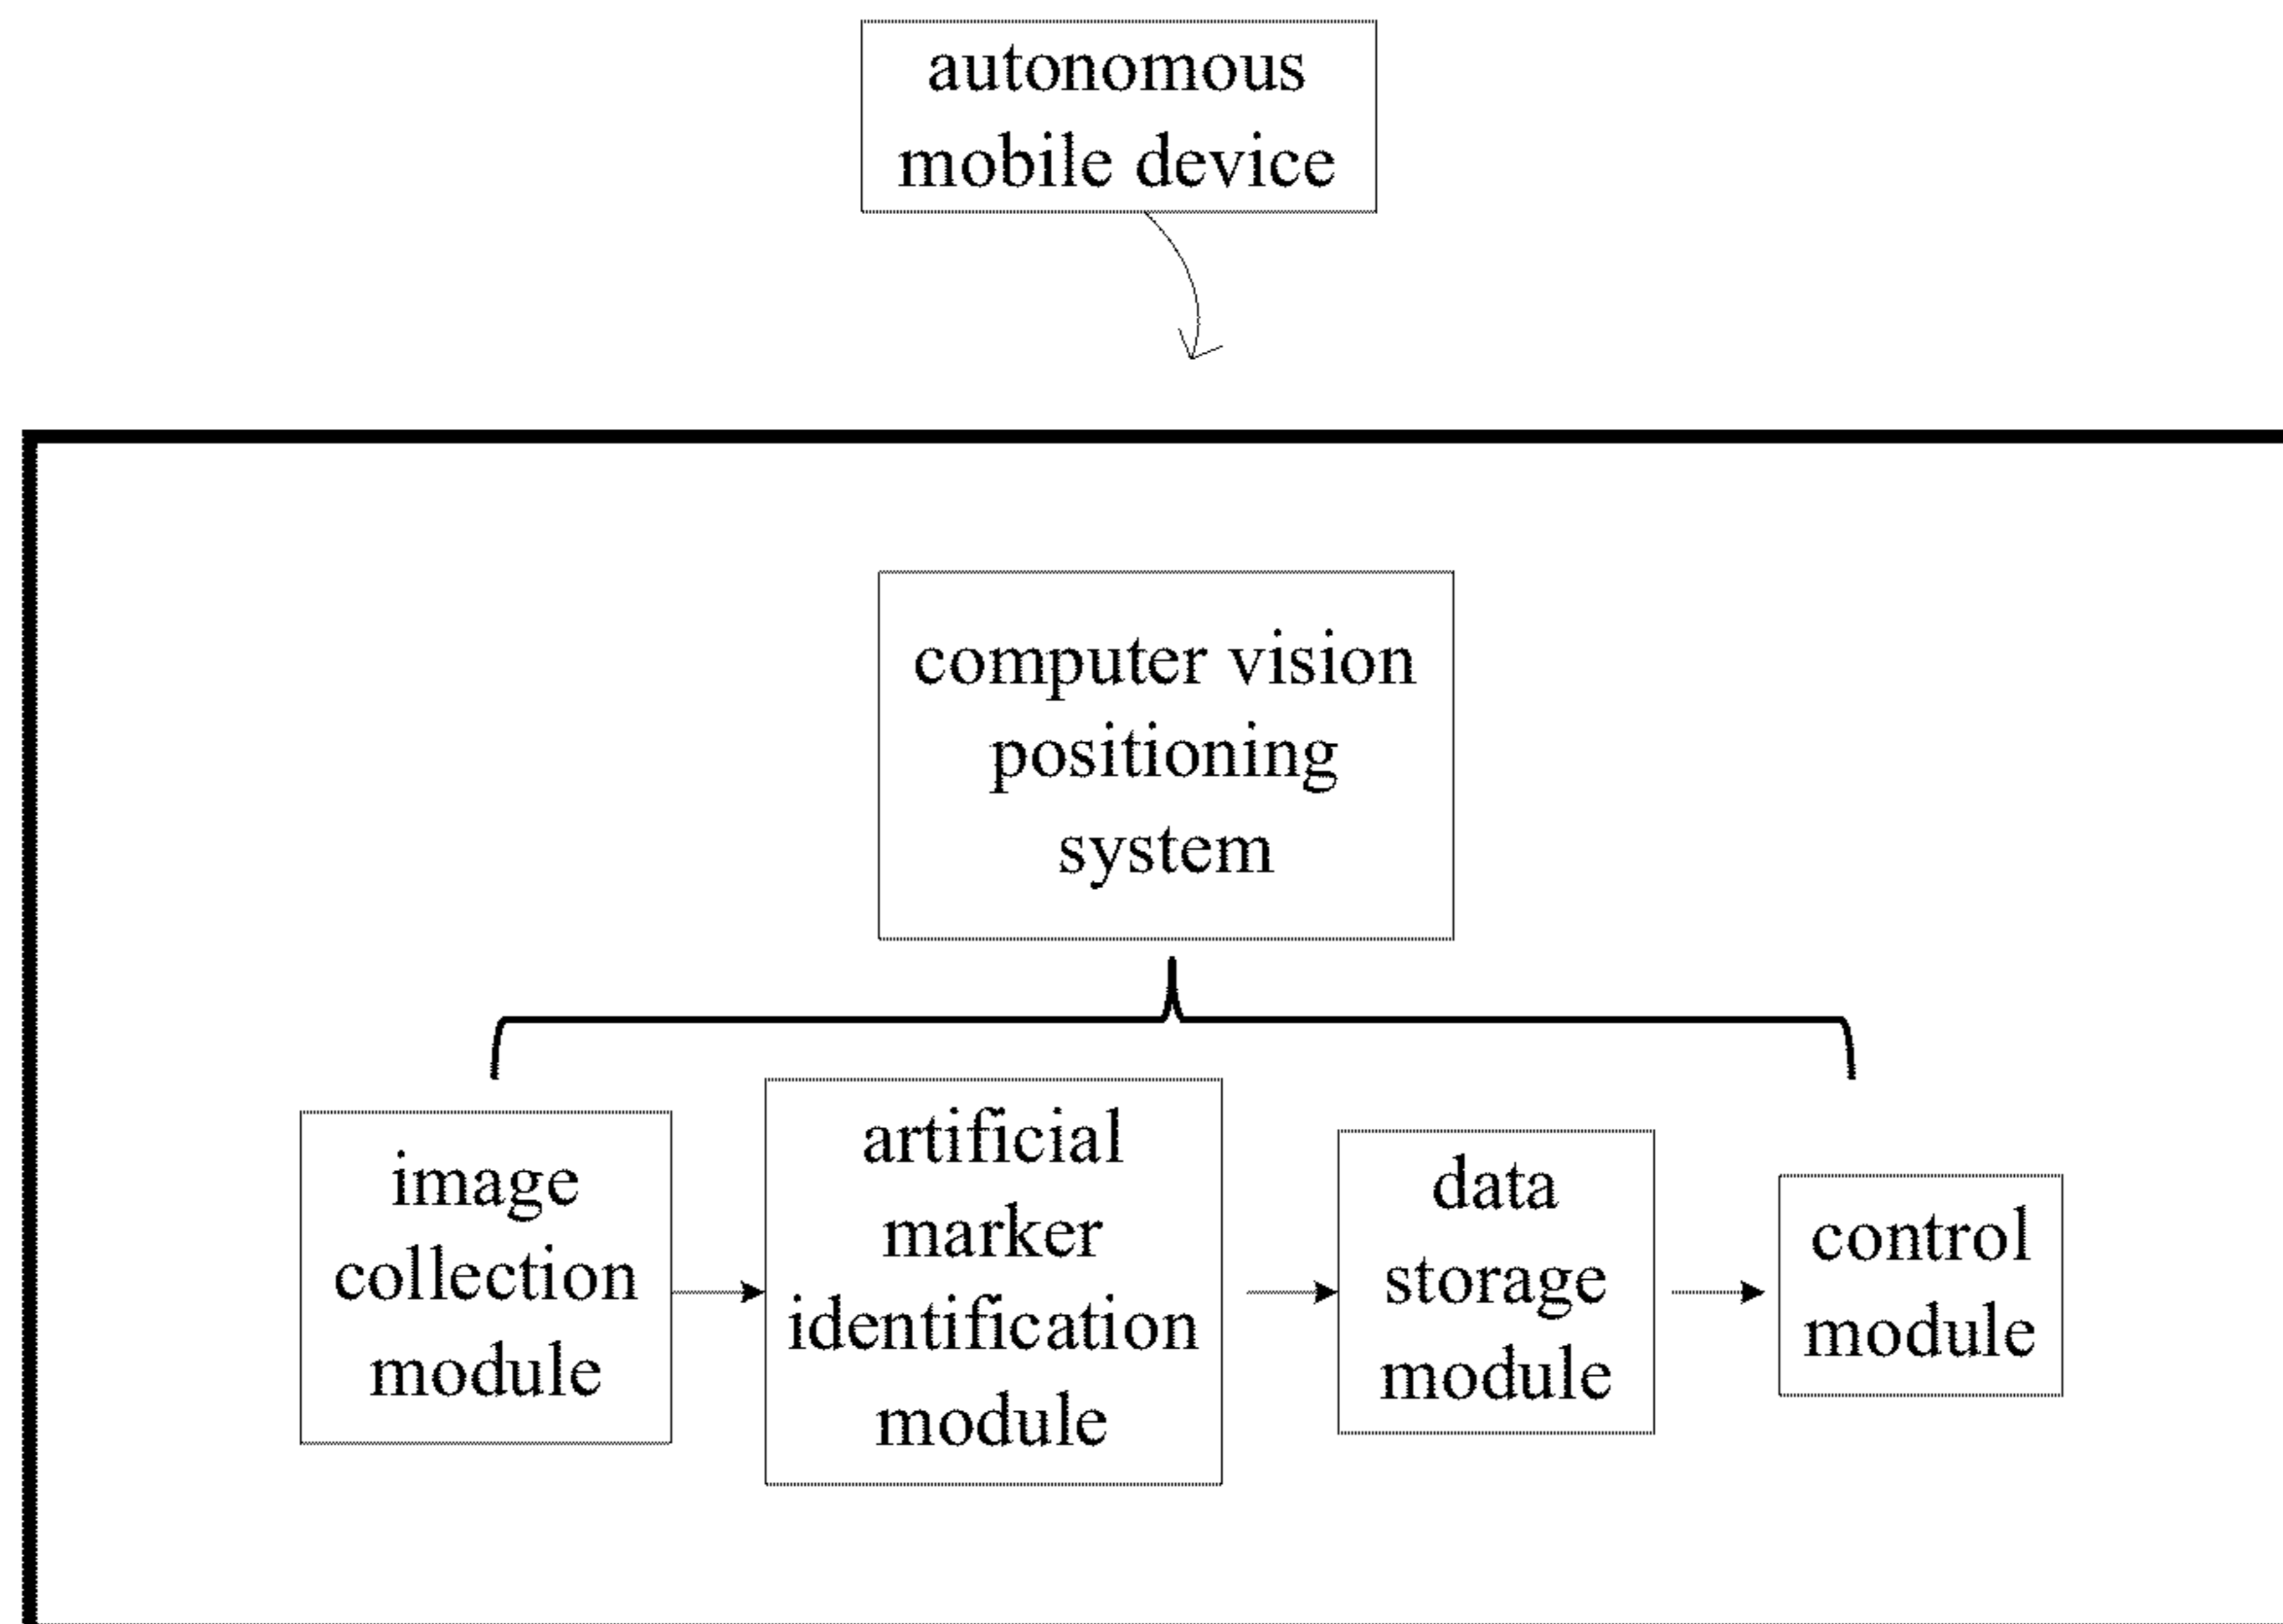 autonomous
mobile device
computer vision
positioning
system
image
collection
module
artificial
marker
identification
module
data
storage
module
control
module